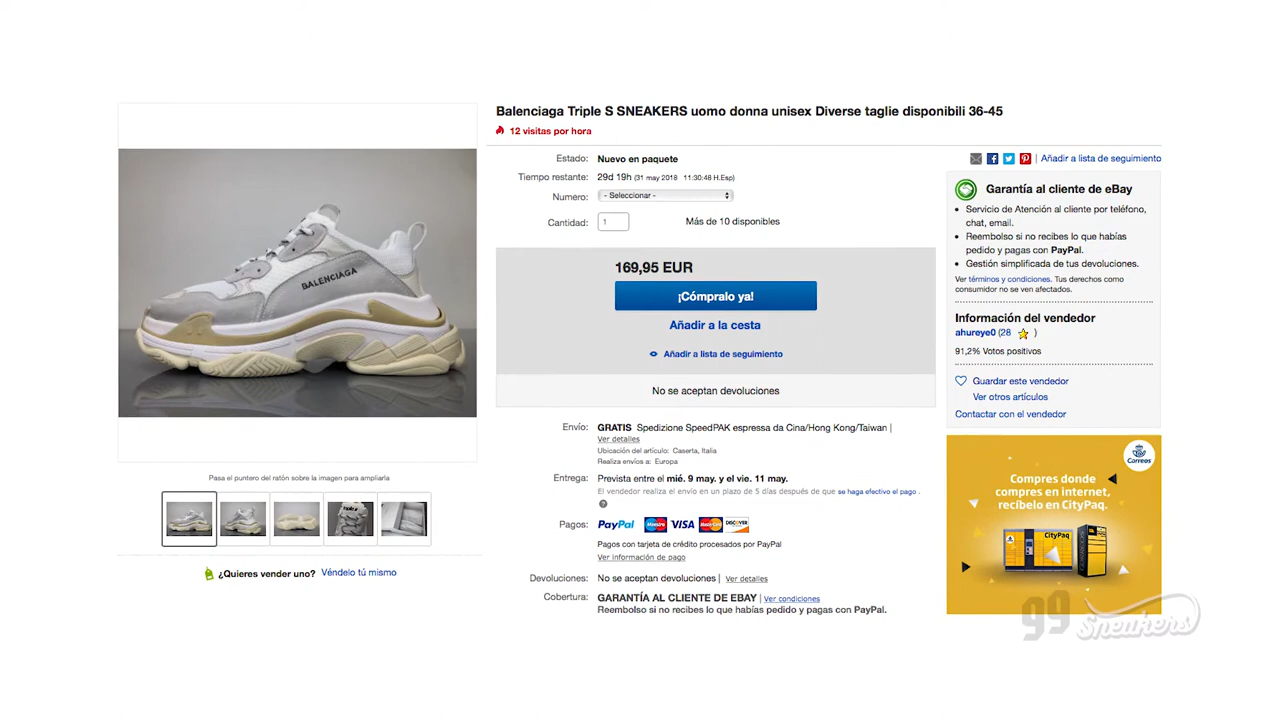 Balenciaga Triple S SNEAKERS uomo donna unisex Diverse taglie disponibili 36-45
12 visitas por hora
Estado: Nuevo en paquete
Tiempo restante: 29d 19h (31 may 2018 11:30:48 H.Esp)
Numero: - Seleccionar -
Cantidad: 1 Más de 10 disponibles
169,95 EUR
¡Cómpralo ya!
Añadir a la cesta
Añadir a lista de seguimiento
No se aceptan devoluciones
BALENCIAGA
Pasa el puntero del ratón sobre la imagen para ampliarla
¿Quieres vender uno? Véndelo tú mismo
Envío: GRATIS Spedizione SpeedPAK espressa da Cina/Hong Kong/Taiwan |
Ver detalles
Ubicación del artículo: Caserta, Italia
Realiza envíos a: Europa
Entrega: Prevista entre el mié. 9 may. y el vie. 11 may.
El vendedor realiza el envío en un plazo de 5 días después de que se haga efectivo el pago .
?
Pagos: PayPal Maestro VISA MasterCard DISCOVER
Pagos con tarjeta de crédito procesados por PayPal
Ver información de pago
Devoluciones: No se aceptan devoluciones | Ver detalles
Cobertura: GARANTÍA AL CLIENTE DE EBAY | Ver condiciones
Reembolso si no recibes lo que habías pedido y pagas con PayPal.
| Añadir a lista de seguimiento
Garantía al cliente de eBay
• Servicio de Atención al cliente por teléfono,
chat, email.
• Reembolso si no recibes lo que habías
pedido y pagas con PayPal.
• Gestión simplificada de tus devoluciones.
Ver términos y condiciones. Tus derechos como
consumidor no se ven afectados.
Información del vendedor
ahureye0 (28 )
91,2% Votos positivos
Guardar este vendedor
Ver otros artículos
Contactar con el vendedor
Correos
Compres donde
compres en internet,
recíbelo en CityPaq.
CityPaq
99 Sneakers